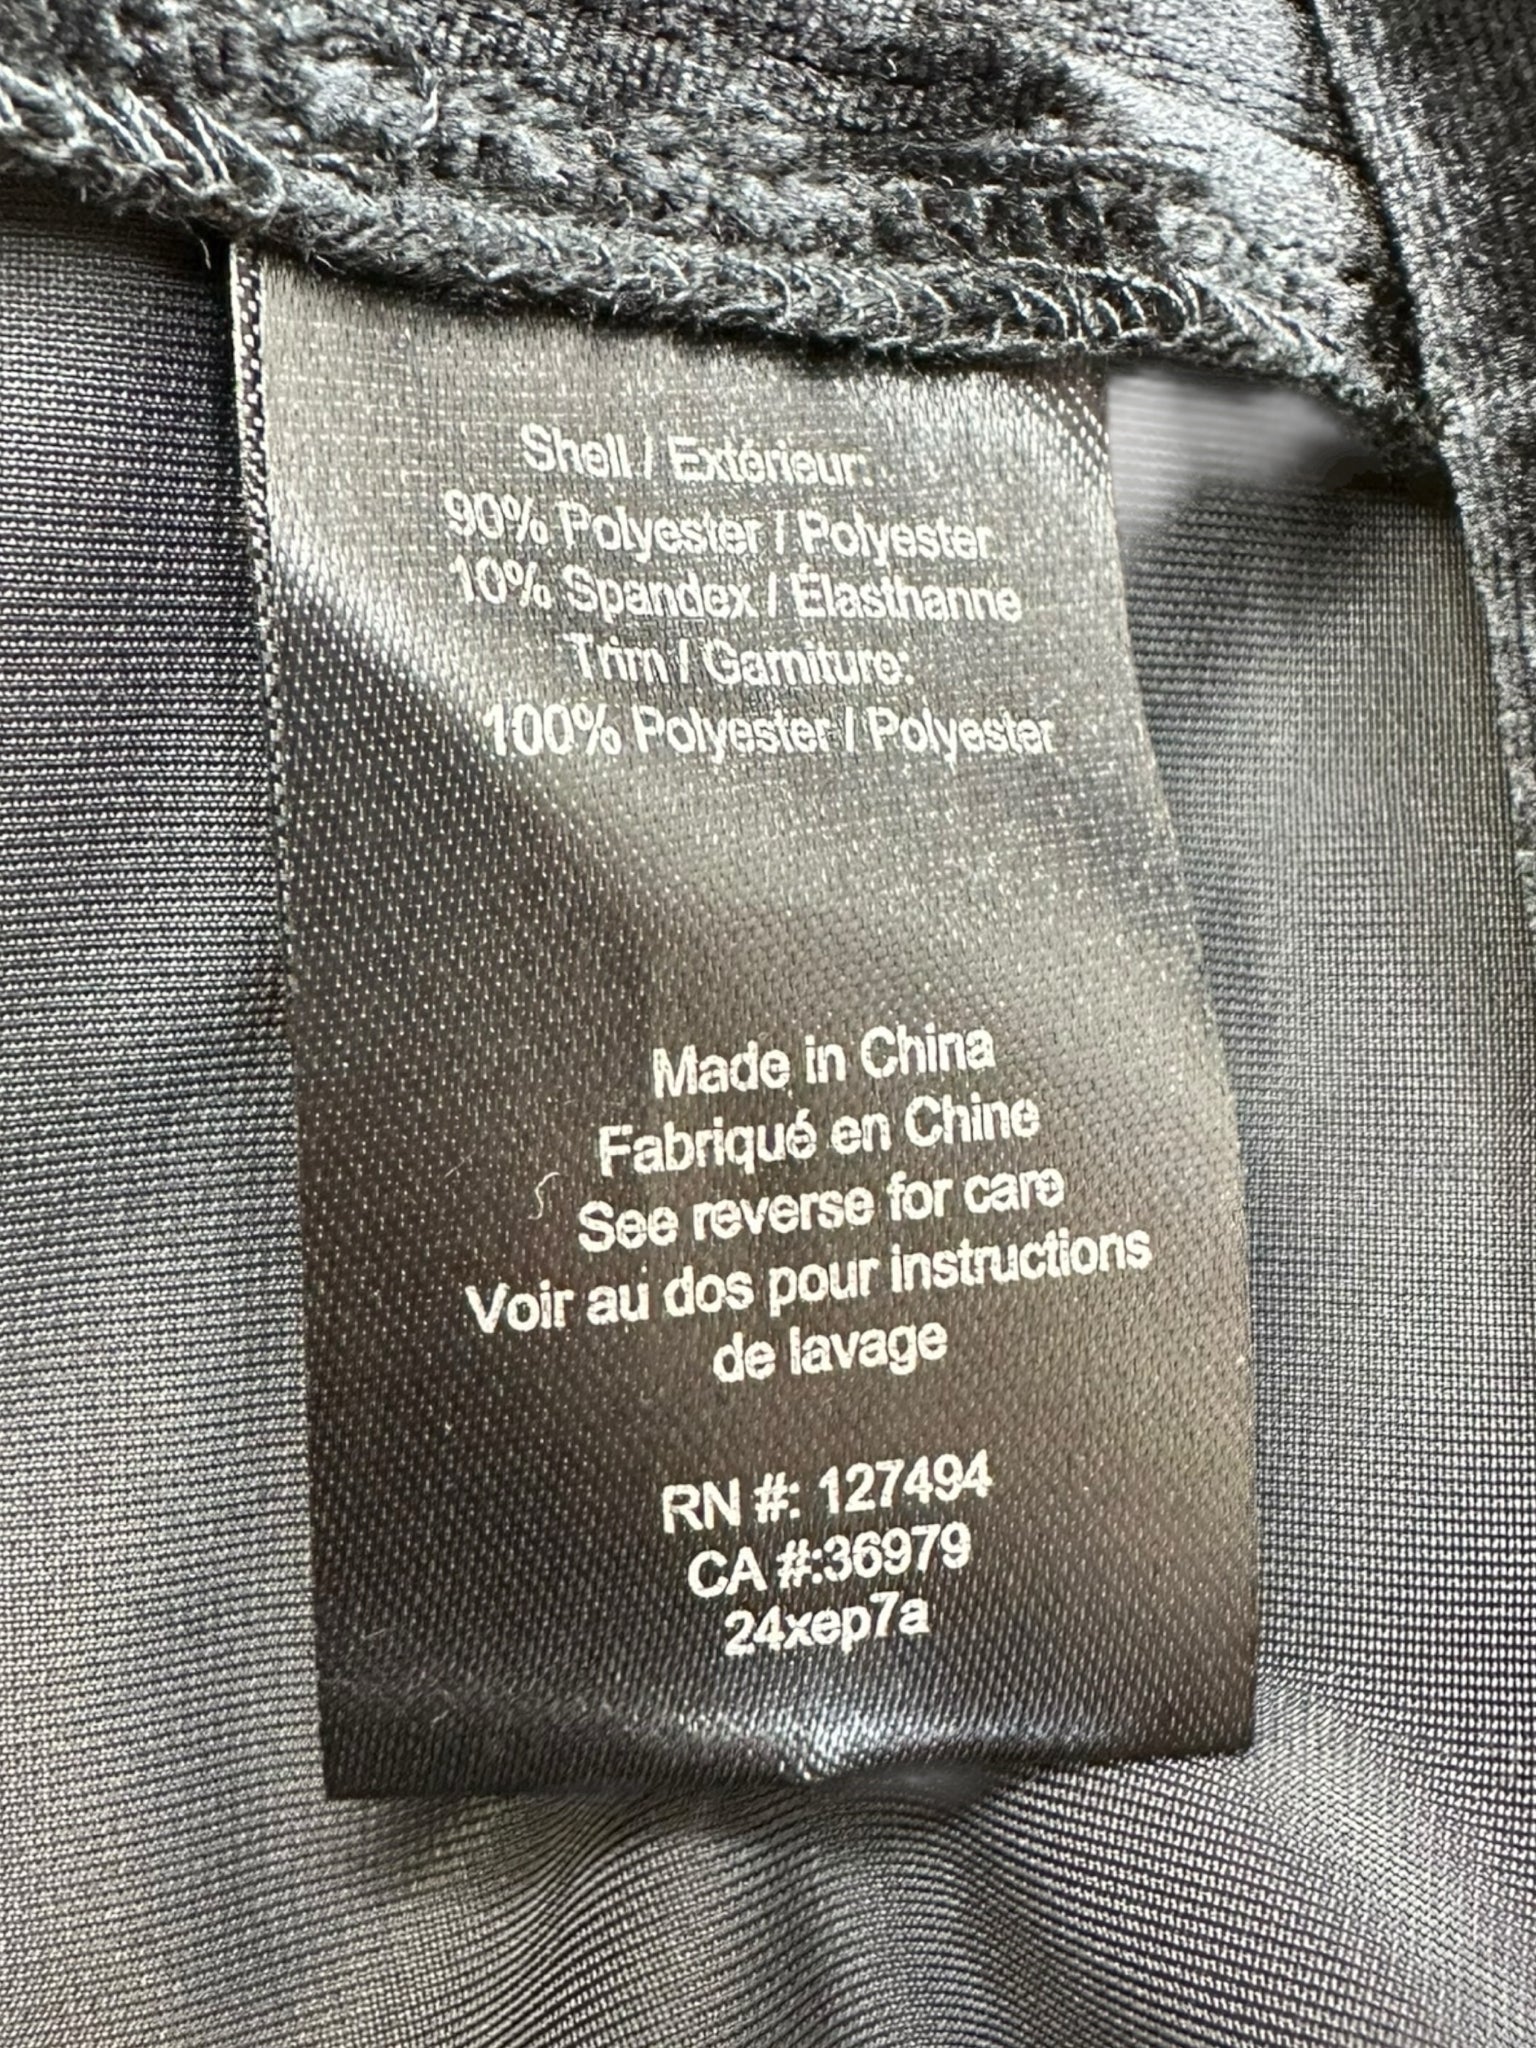 Shell / Extérieur:
90% Polyester / Polyester
10% Spandex / Élasthanne
Trim / Garniture:
100% Polyester / Polyester
Made in China
Fabriqué en Chine
See reverse for care
Voir au dos pour instructions
de lavage
RN #: 127494
CA #:36979
24xep7a